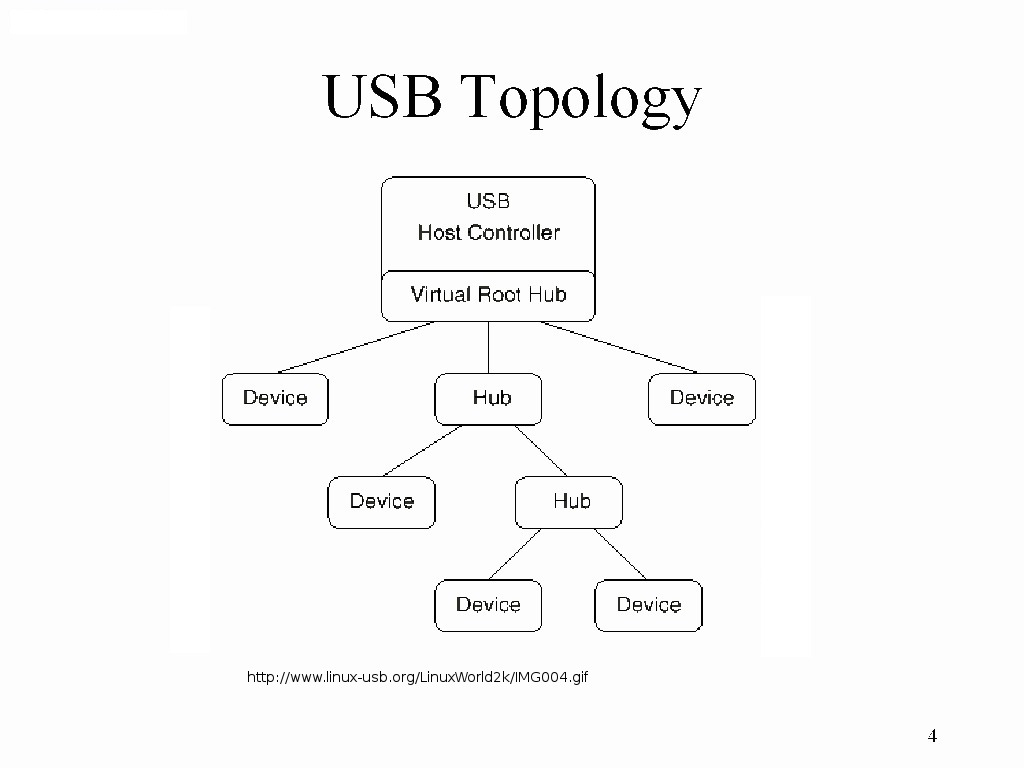 USB Topology
USB
Host Controller
Virtual Root Hub
Device
Hub
Device
Device
Hub
Device
Device
http://www.linux-usb.org/LinuxWorld2k/IMG004.gif
4